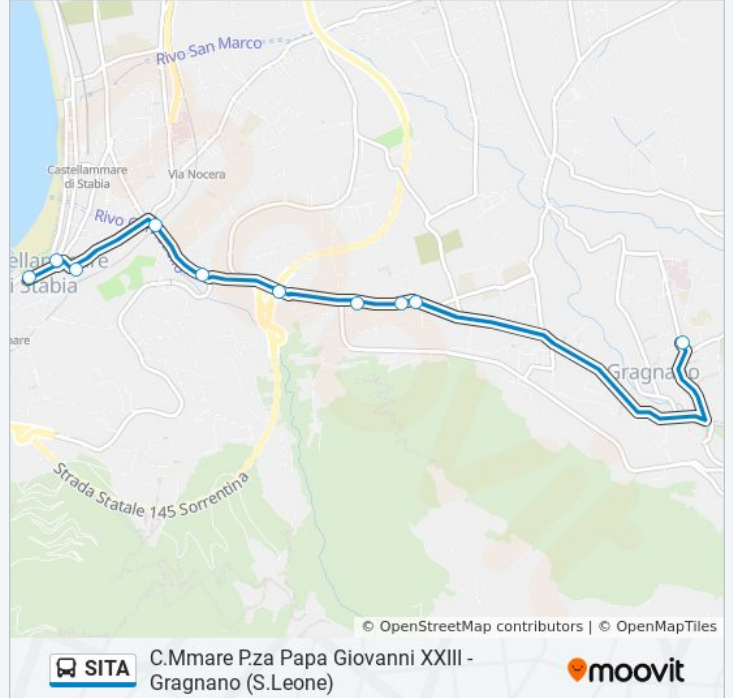 Rivo San Marco
Castellammare
di Stabia
Via Nocera
Rivo
Stabia
Gragnano
Strada Statale 145 Sorrentina
© OpenStreetMap contributors | © OpenMapTiles
SITA
C.Mmare P.za Papa Giovanni XXIII -
Gragnano (S.Leone)
moovit